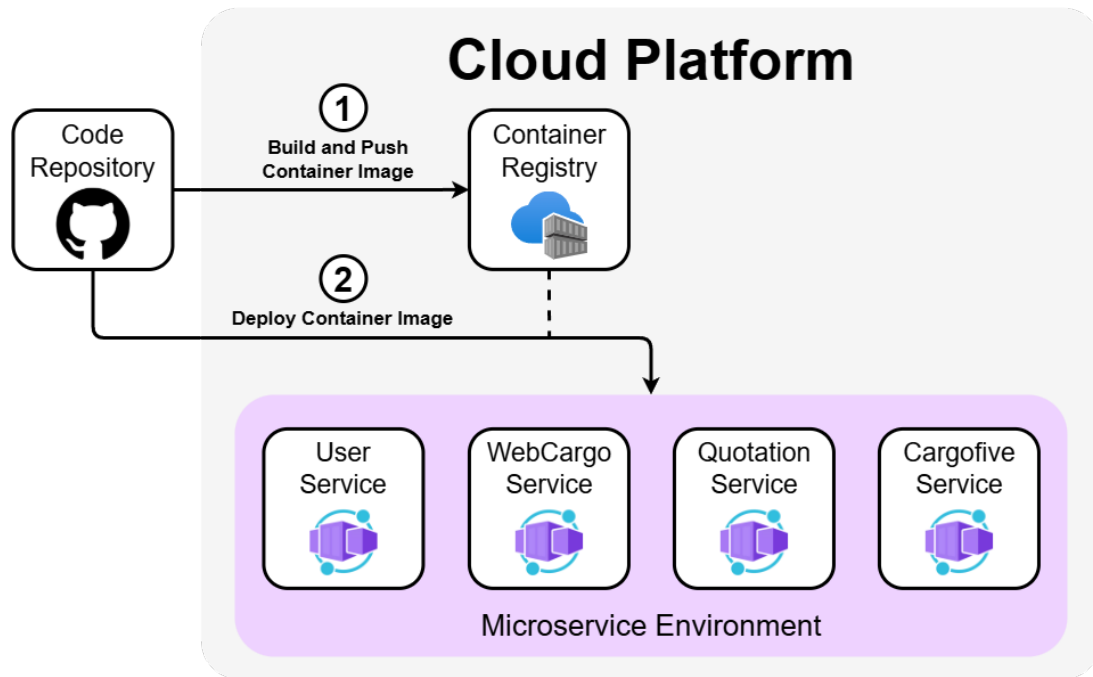 Cloud Platform
Code
Repository
1
Build and Push
Container Image
Container
Registry
2
Deploy Container Image
User
Service
WebCargo
Service
Quotation
Service
Cargofive
Service
Microservice Environment